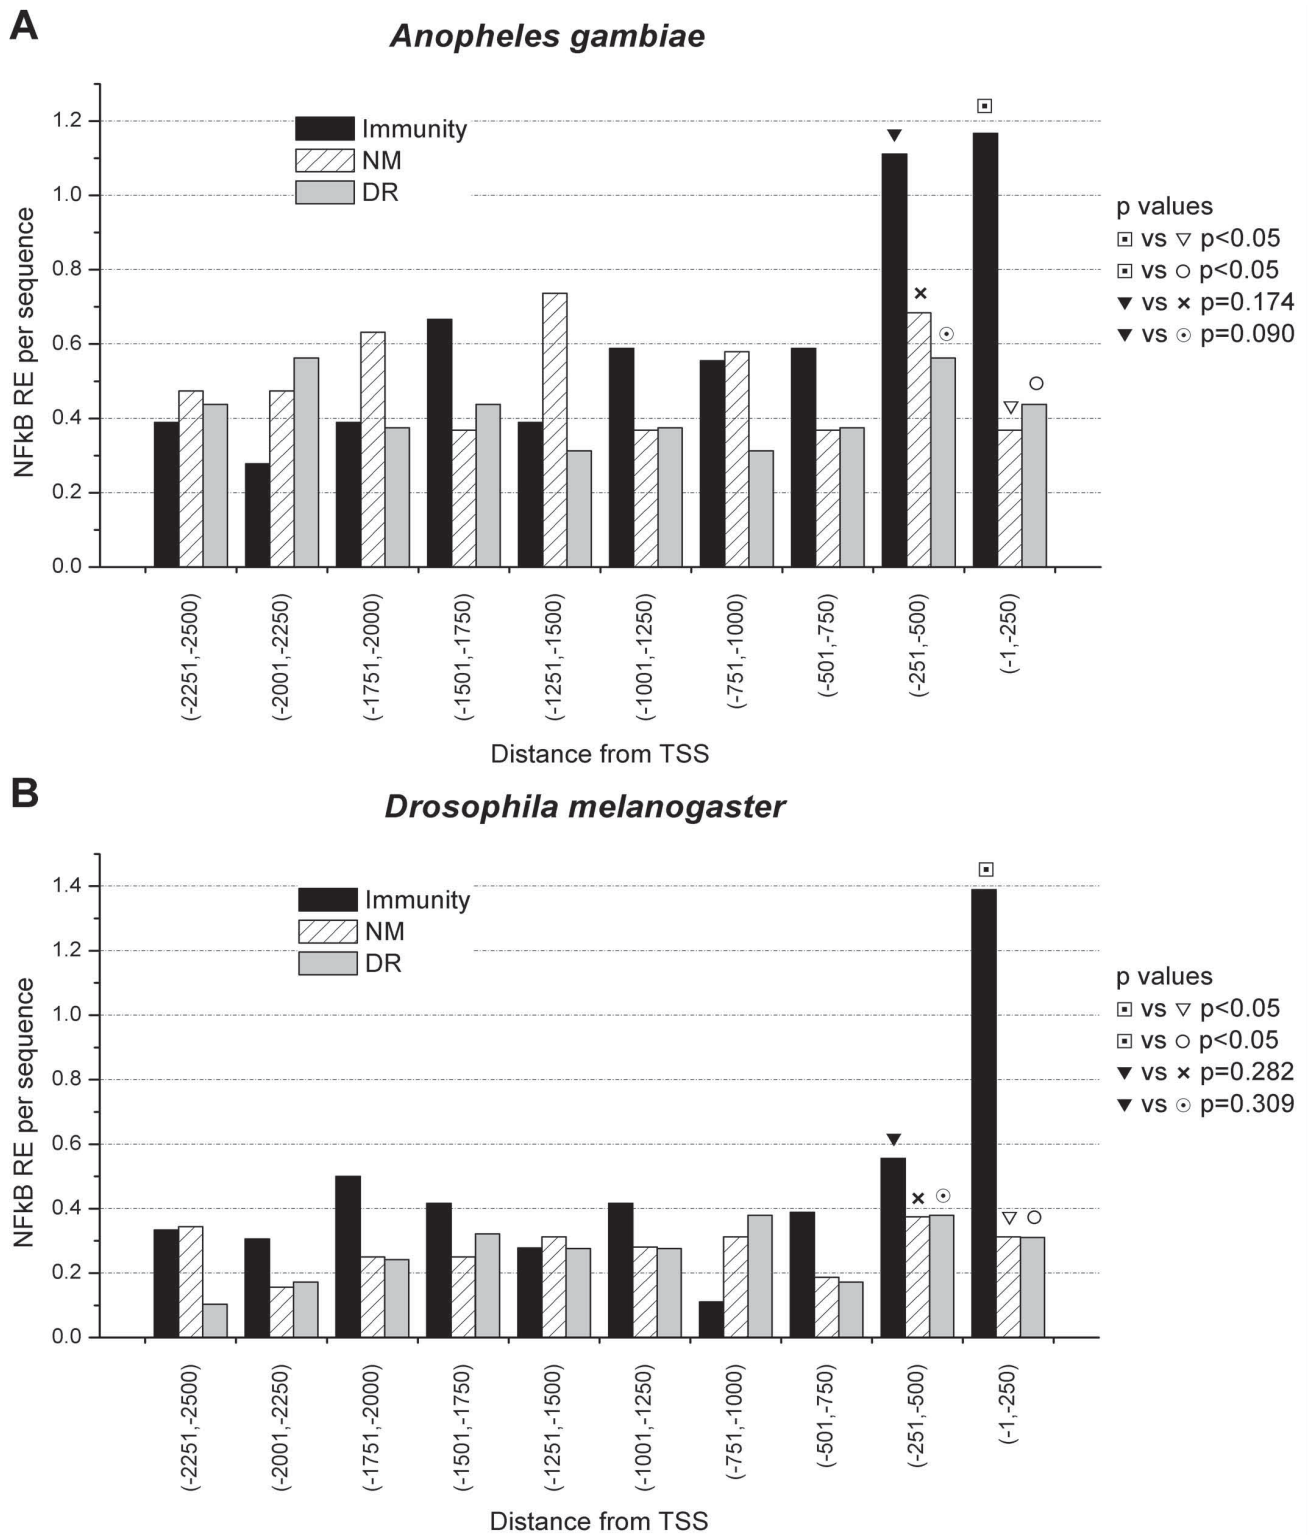 A
Anopheles gambiae
NFkB RE per sequence
1.2
1.0
0.8
0.6
0.4
0.2
0.0
Immunity
NM
DR
p values
⊡ vs ▽ p<0.05
⊡ vs ○ p<0.05
▼ vs × p=0.174
▼ vs ⊙ p=0.090
(-2251,-2500)
(-2001,-2250)
(-1751,-2000)
(-1501,-1750)
(-1251,-1500)
(-1001,-1250)
(-751,-1000)
(-501,-750)
(-251,-500)
(-1,-250)
Distance from TSS
B
Drosophila melanogaster
NFkB RE per sequence
1.4
1.2
1.0
0.8
0.6
0.4
0.2
0.0
Immunity
NM
DR
p values
⊡ vs ▽ p<0.05
⊡ vs ○ p<0.05
▼ vs × p=0.282
▼ vs ⊙ p=0.309
(-2251,-2500)
(-2001,-2250)
(-1751,-2000)
(-1501,-1750)
(-1251,-1500)
(-1001,-1250)
(-751,-1000)
(-501,-750)
(-251,-500)
(-1,-250)
Distance from TSS